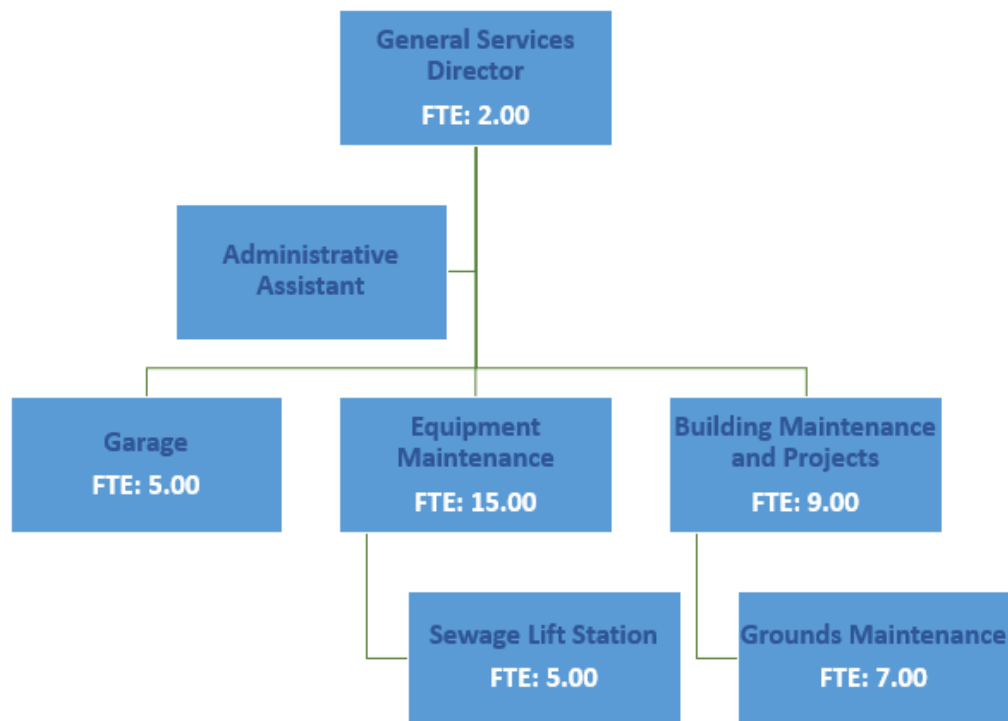 General Services
Director
FTE: 2.00
Administrative
Assistant
Garage
FTE: 5.00
Equipment
Maintenance
FTE: 15.00
Building Maintenance
and Projects
FTE: 9.00
Sewage Lift Station
FTE: 5.00
Grounds Maintenance
FTE: 7.00